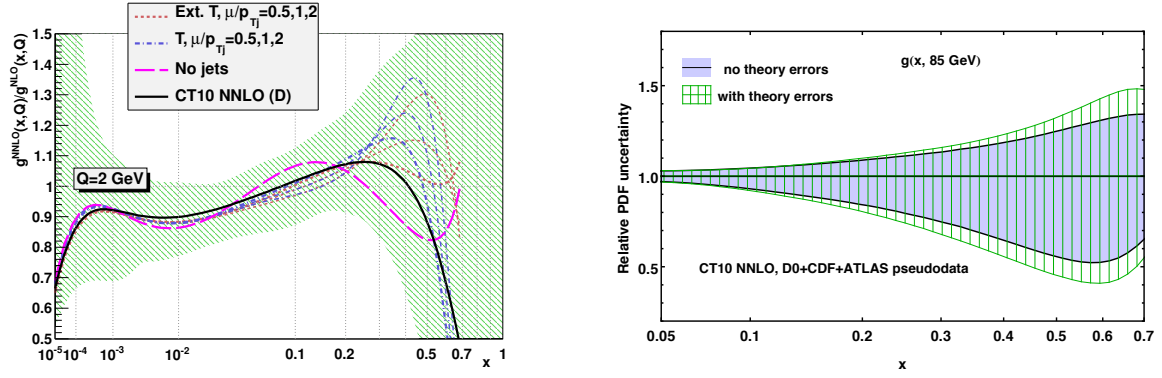 g^NNLO(x,Q)/g^NLO(x,Q)
1.5
1.4
1.3
1.2
1.1
1
0.9
0.8
0.7
0.6
0.5
Ext. T, μ/p_Tj=0.5,1,2
T, μ/p_Tj=0.5,1,2
No jets
CT10 NNLO (D)
Q=2 GeV
10^-5 10^-4 10^-3 10^-2 0.1 0.2 0.5 0.7 1
x
Relative PDF uncertainty
1.5
1.0
0.5
g(x, 85 GeV)
no theory errors
with theory errors
CT10 NNLO, D0+CDF+ATLAS pseudodata
0.05 0.1 0.2 0.3 0.4 0.5 0.6 0.7
x